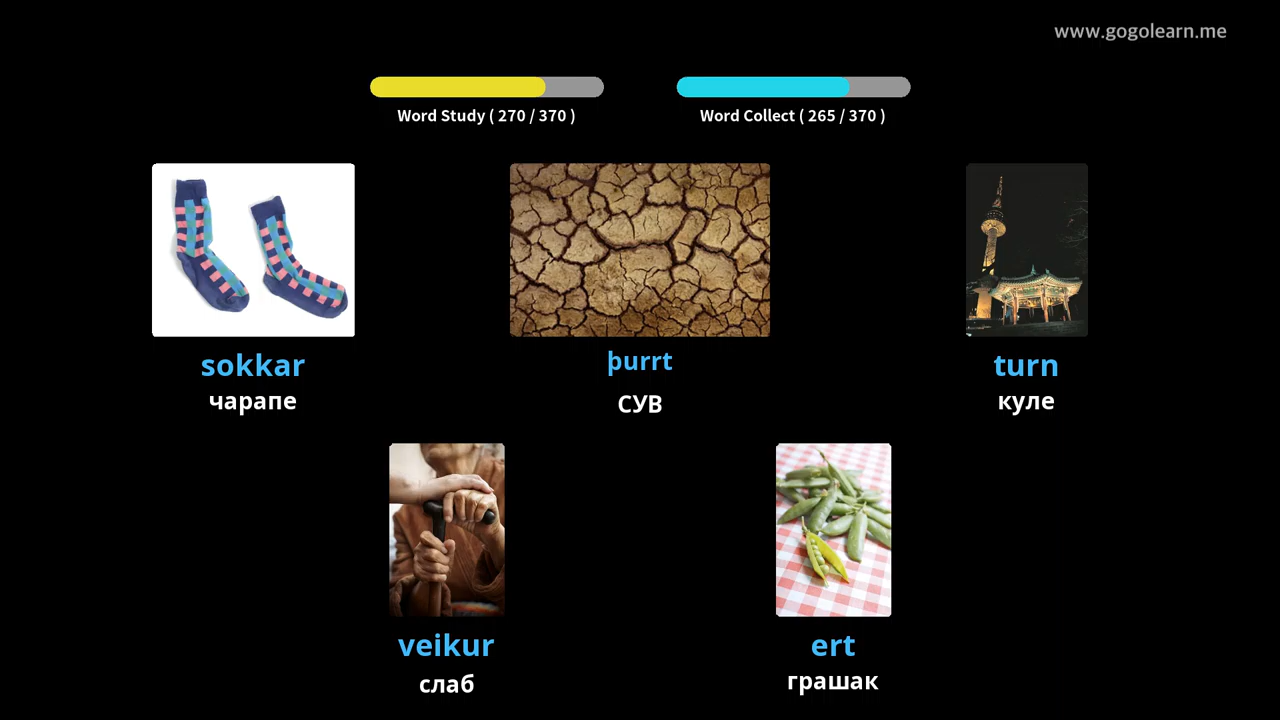 www.gogolearn.me
Word Study ( 270 / 370 )
Word Collect ( 265 / 370 )
sokkar
чарапе
þurrt
СУВ
turn
куле
veikur
слаб
ert
грашак